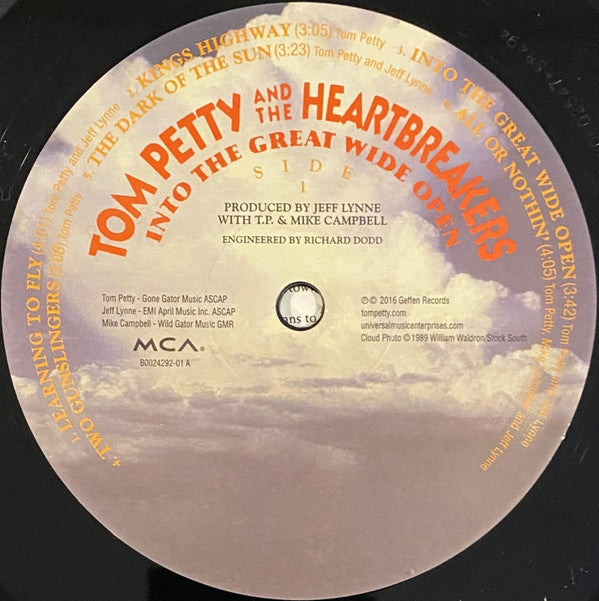 1. LEARNING TO FLY (4:01) Tom Petty and Jeff Lynne 2. KINGS HIGHWAY (3:05) Tom Petty 3. INTO THE GREAT WIDE OPEN (3:42) Tom Petty and Jeff Lynne
4. TWO GUNSLINGERS (3:08) Tom Petty 5. THE DARK OF THE SUN (3:23) Tom Petty and Jeff Lynne 6. ALL OR NOTHIN' (4:05) Tom Petty, Mike Campbell and Jeff Lynne
TOM PETTY AND THE HEARTBREAKERS
INTO THE GREAT WIDE OPEN
SIDE
1
PRODUCED BY JEFF LYNNE
WITH T.P. & MIKE CAMPBELL
ENGINEERED BY RICHARD DODD
Tom Petty - Gone Gator Music ASCAP
Jeff Lynne - EMI April Music Inc. ASCAP
Mike Campbell - Wild Gator Music GMR
MCA®
B0024292-01 A
ans to
℗© 2016 Geffen Records
tompetty.com
universalmusicenterprises.com
Cloud Photo © 1989 William Waldron/Stock South